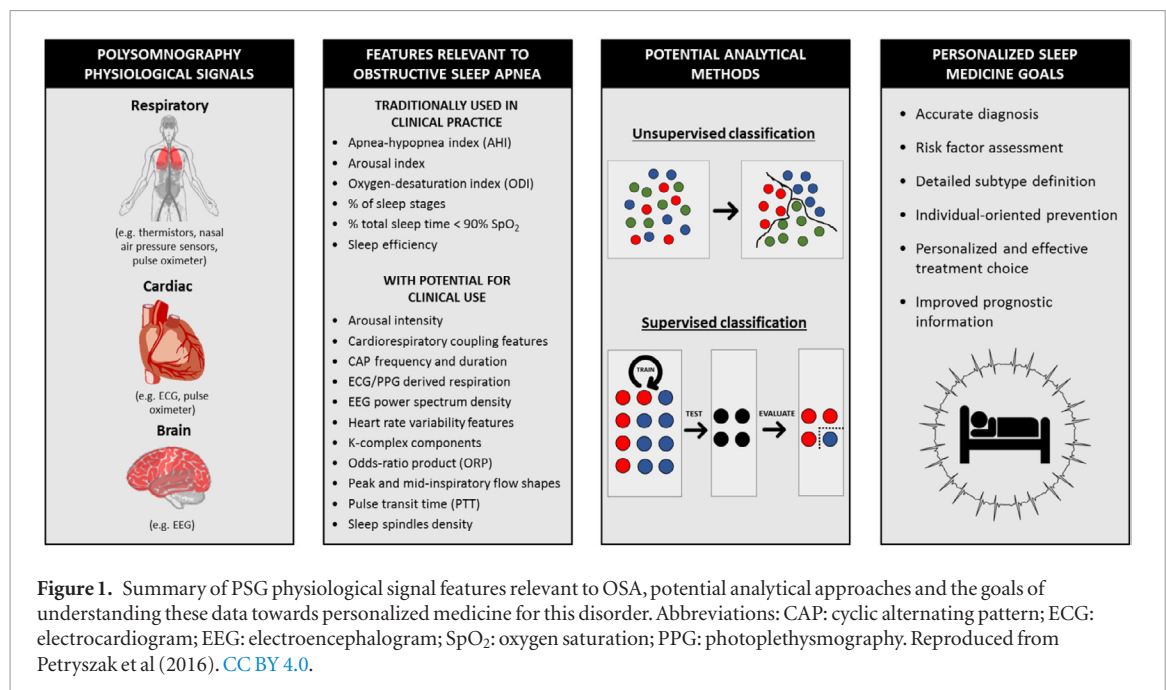 POLYSOMNOGRAPHY
PHYSIOLOGICAL SIGNALS
Respiratory
(e.g. thermistors, nasal
air pressure sensors,
pulse oximeter)
Cardiac
(e.g. ECG, pulse
oximeter)
Brain
(e.g. EEG)
FEATURES RELEVANT TO
OBSTRUCTIVE SLEEP APNEA
TRADITIONALLY USED IN
CLINICAL PRACTICE
• Apnea-hypopnea index (AHI)
• Arousal index
• Oxygen-desaturation index (ODI)
• % of sleep stages
• % total sleep time < 90% SpO₂
• Sleep efficiency
WITH POTENTIAL FOR
CLINICAL USE
• Arousal intensity
• Cardiorespiratory coupling features
• CAP frequency and duration
• ECG/PPG derived respiration
• EEG power spectrum density
• Heart rate variability features
• K-complex components
• Odds-ratio product (ORP)
• Peak and mid-inspiratory flow shapes
• Pulse transit time (PTT)
• Sleep spindles density
POTENTIAL ANALYTICAL
METHODS
Unsupervised classification
Supervised classification
TRAIN
TEST
EVALUATE
PERSONALIZED SLEEP
MEDICINE GOALS
• Accurate diagnosis
• Risk factor assessment
• Detailed subtype definition
• Individual-oriented prevention
• Personalized and effective
treatment choice
• Improved prognostic
information
Figure 1. Summary of PSG physiological signal features relevant to OSA, potential analytical approaches and the goals of
understanding these data towards personalized medicine for this disorder. Abbreviations: CAP: cyclic alternating pattern; ECG:
electrocardiogram; EEG: electroencephalogram; SpO₂: oxygen saturation; PPG: photoplethysmography. Reproduced from
Petryszak et al (2016). CC BY 4.0.